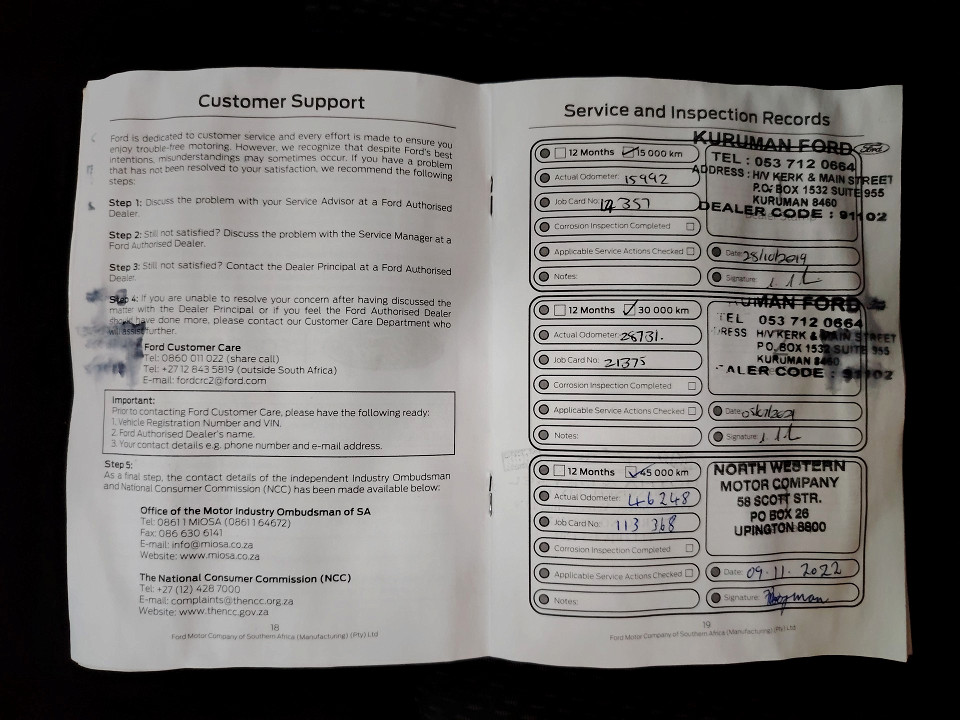 Customer Support
Ford is dedicated to customer service and every effort is made to ensure you
enjoy trouble-free motoring. However, we recognize that despite Ford's best
intentions, misunderstandings may sometimes occur. If you have a problem
that has not been resolved to your satisfaction, we recommend the following
steps:
Step 1: Discuss the problem with your Service Advisor at a Ford Authorised
Dealer.
Step 2: Still not satisfied? Discuss the problem with the Service Manager at a
Ford Authorised Dealer.
Step 3: Still not satisfied? Contact the Dealer Principal at a Ford Authorised
Dealer.
Step 4: If you are unable to resolve your concern after having discussed the
matter with the Dealer Principal or if you feel the Ford Authorised Dealer
should have done more, please contact our Customer Care Department who
will assist further.
Ford Customer Care
Tel: 0860 011 022 (share call)
Tel: +27 12 843 5819 (outside South Africa)
E-mail: fordcrc2@ford.com
Important:
Prior to contacting Ford Customer Care, please have the following ready:
1. Vehicle Registration Number and VIN.
2. Ford Authorised Dealer's name.
3. Your contact details e.g. phone number and e-mail address.
Step 5:
As a final step, the contact details of the independent Industry Ombudsman
and National Consumer Commission (NCC) has been made available below:
Office of the Motor Industry Ombudsman of SA
Tel: 08611 MIOSA (08611 64672)
Fax: 086 630 6141
E-mail: info@miosa.co.za
Website: www.miosa.co.za
The National Consumer Commission (NCC)
Tel: +27 (12) 428 7000
E-mail: complaints@thencc.org.za
Website: www.thencc.gov.za
18
Ford Motor Company of Southern Africa (Manufacturing) (Pty) Ltd
Service and Inspection Records
12 Months 15 000 km
Actual Odometer: 15992
Job Card No: 357
Corrosion Inspection Completed
Applicable Service Actions Checked
Notes:
KURUMAN FORD Ford
TEL : 053 712 0664
ADDRESS : H/V KERK & MAIN STREET
P.O. BOX 1532 SUITE 955
KURUMAN 8460
DEALER CODE : 91102
Date: 25/10/2019
Signature:
12 Months 30 000 km
Actual Odometer: 28731.
Job Card No: 21375
Corrosion Inspection Completed
Applicable Service Actions Checked
Notes:
UMAN FORD
TEL 053 712 0664
RESS H/V KERK & MAIN STREET
P.O. BOX 1532 SUITE 955
KURUMAN 8460
ALER CODE : 91102
Date:
Signature:
12 Months 45 000 km
Actual Odometer: 46248
Job Card No: 113 368
Corrosion Inspection Completed
Applicable Service Actions Checked
Notes:
NORTH WESTERN
MOTOR COMPANY
58 SCOTT STR.
PO BOX 26
UPINGTON 8800
Date: 09.11.2022
Signature:
19
Ford Motor Company of Southern Africa (Manufacturing) (Pty) Ltd